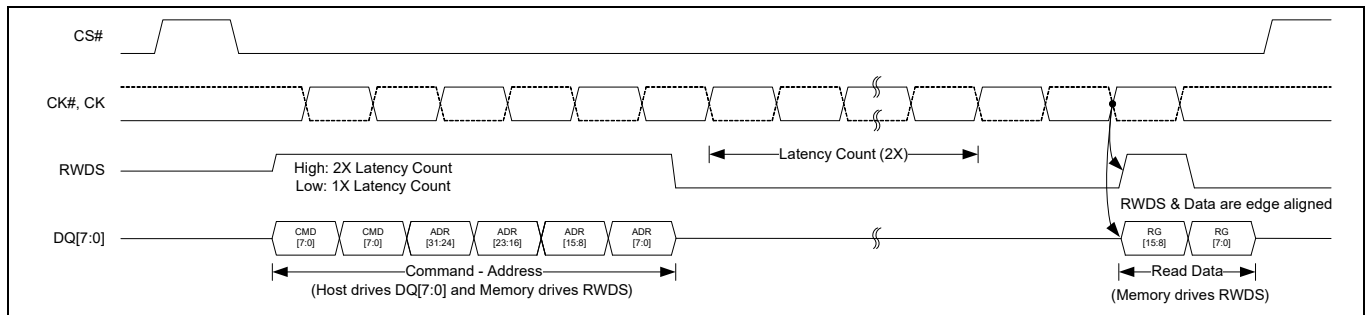 CS#
CK#, CK
Latency Count (2X)
RWDS
High: 2X Latency Count
Low: 1X Latency Count
RWDS & Data are edge aligned
DQ[7:0]
CMD [7:0]
CMD [7:0]
ADR [31:24]
ADR [23:16]
ADR [15:8]
ADR [7:0]
RG [15:8]
RG [7:0]
Command - Address
(Host drives DQ[7:0] and Memory drives RWDS)
Read Data
(Memory drives RWDS)